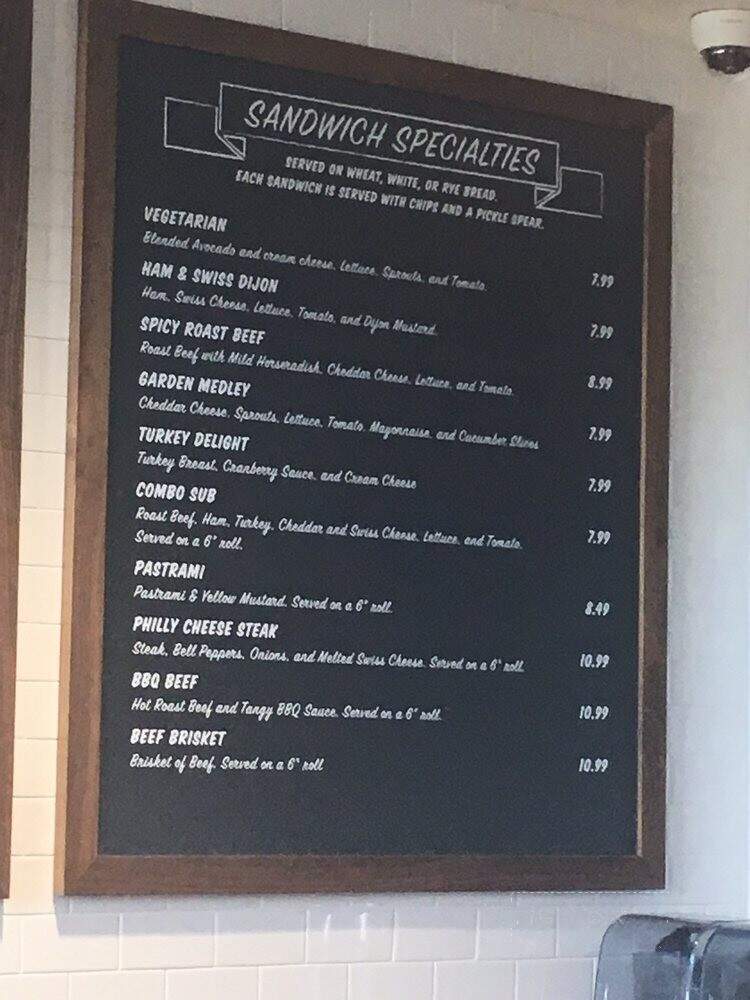 SANDWICH SPECIALTIES
SERVED ON WHEAT, WHITE, OR RYE BREAD.
EACH SANDWICH IS SERVED WITH CHIPS AND A PICKLE SPEAR.
VEGETARIAN
Blended Avocado and cream cheese, Lettuce, Sprouts, and Tomato. 7.99
HAM & SWISS DIJON
Ham, Swiss Cheese, Lettuce, Tomato, and Dijon Mustard. 7.99
SPICY ROAST BEEF
Roast Beef with Mild Horseradish, Cheddar Cheese, Lettuce, and Tomato. 8.99
GARDEN MEDLEY
Cheddar Cheese, Sprouts, Lettuce, Tomato, Mayonnaise, and Cucumber Slices 7.99
TURKEY DELIGHT
Turkey Breast, Cranberry Sauce, and Cream Cheese 7.99
COMBO SUB
Roast Beef, Ham, Turkey, Cheddar and Swiss Cheese, Lettuce, and Tomato. 7.99
Served on a 6" roll.
PASTRAMI
Pastrami & Yellow Mustard. Served on a 6" roll. 8.49
PHILLY CHEESE STEAK
Steak, Bell Peppers, Onions, and Melted Swiss Cheese. Served on a 6" roll. 10.99
BBQ BEEF
Hot Roast Beef and Tangy BBQ Sauce. Served on a 6" roll. 10.99
BEEF BRISKET
Brisket of Beef. Served on a 6" roll 10.99